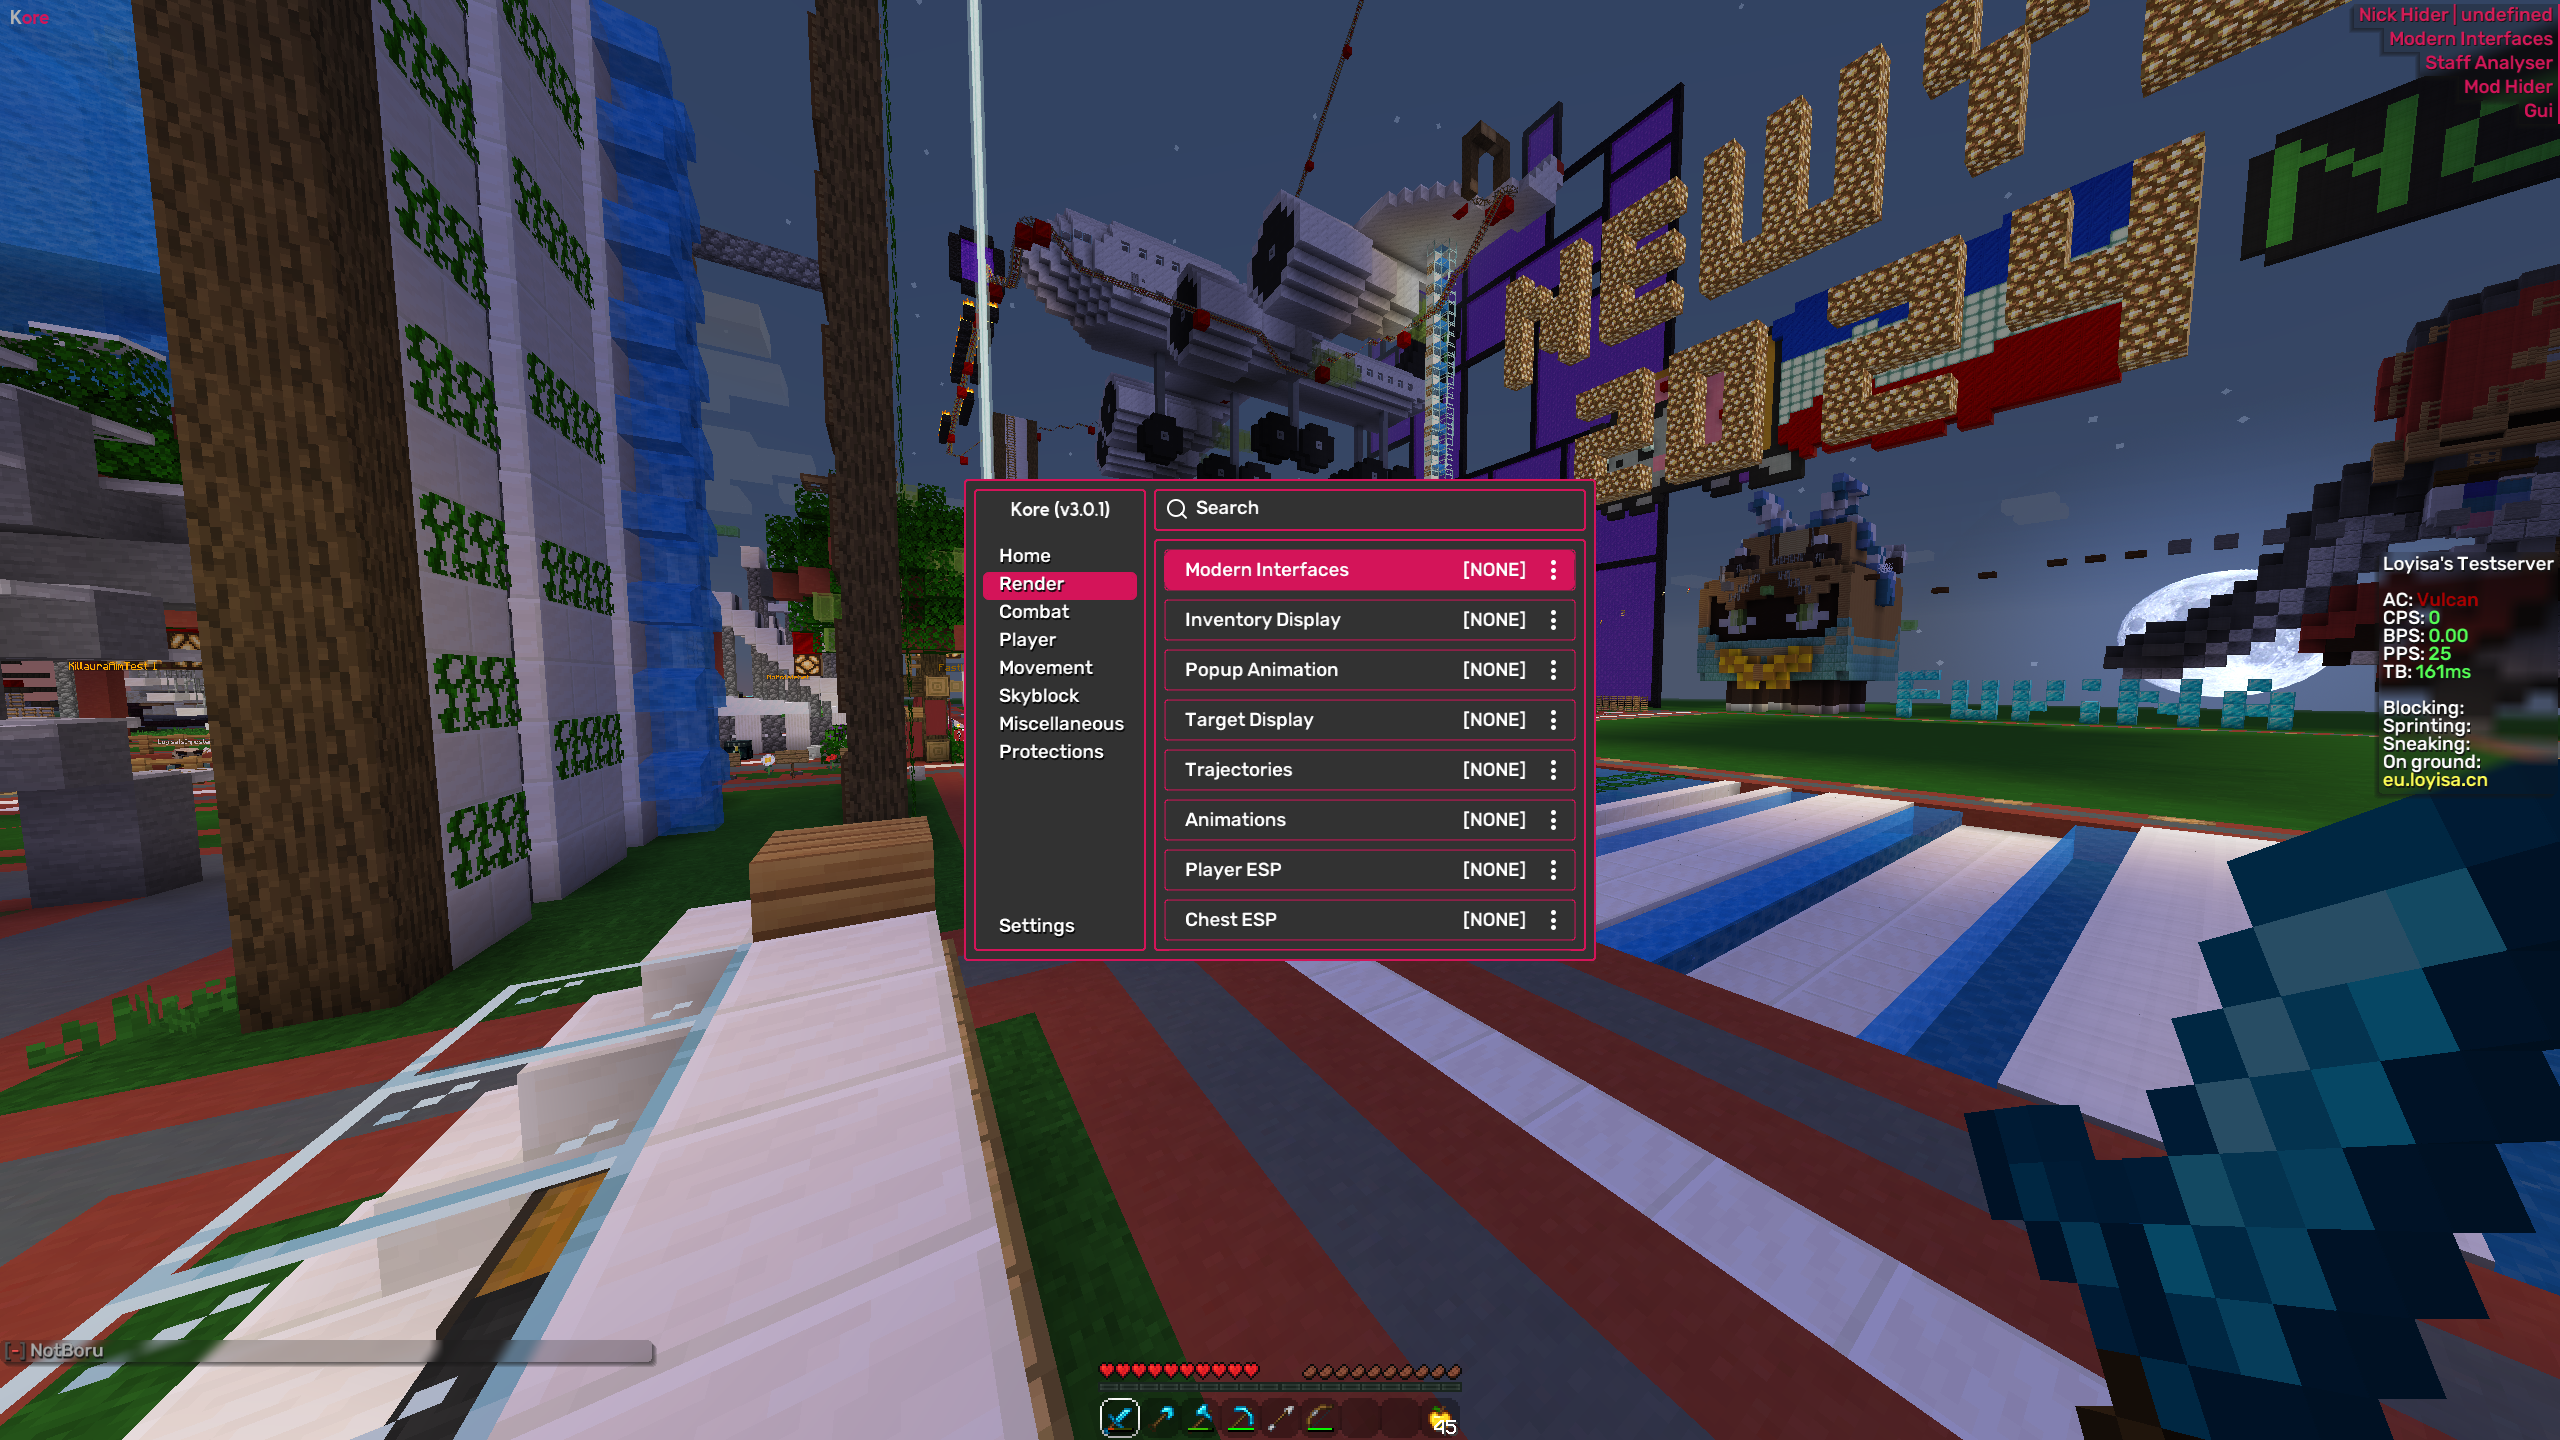 Kore
Nick Hider | undefined
Modern Interfaces
Staff Analyser
Mod Hider
Gui
NEW Y
2024
Kore (v3.0.1)
Home
Render
Combat
Player
Movement
Skyblock
Miscellaneous
Protections
Settings
Search
Modern Interfaces [NONE]
Inventory Display [NONE]
Popup Animation [NONE]
Target Display [NONE]
Trajectories [NONE]
Animations [NONE]
Player ESP [NONE]
Chest ESP [NONE]
KillauraAimTest
Loyisa's Testserver
AC: Vulcan
CPS: 0
BPS: 0.00
PPS: 25
TB: 161ms
Blocking:
Sprinting:
Sneaking:
On ground:
eu.loyisa.cn
[-] NotBoru
45